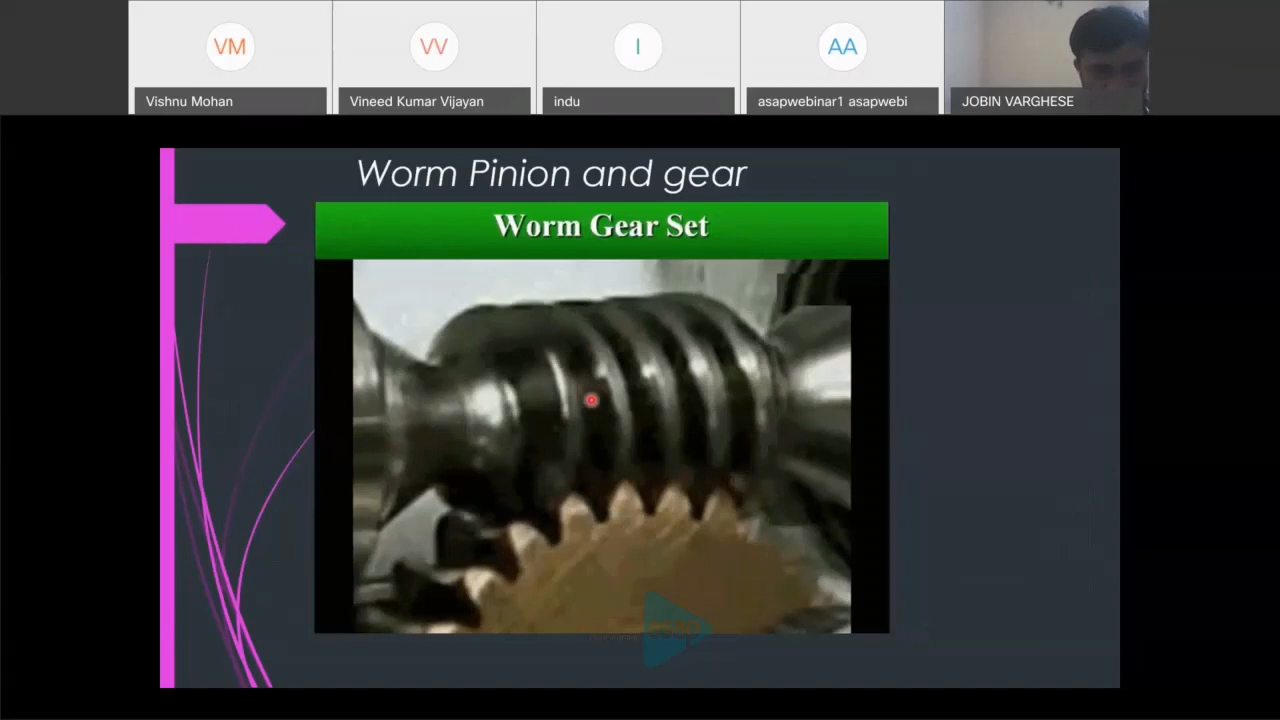 VM
VV
I
AA
Vishnu Mohan
Vineed Kumar Vijayan
indu
asapwebinar1 asapwebi
JOBIN VARGHESE
Worm Pinion and gear
Worm Gear Set